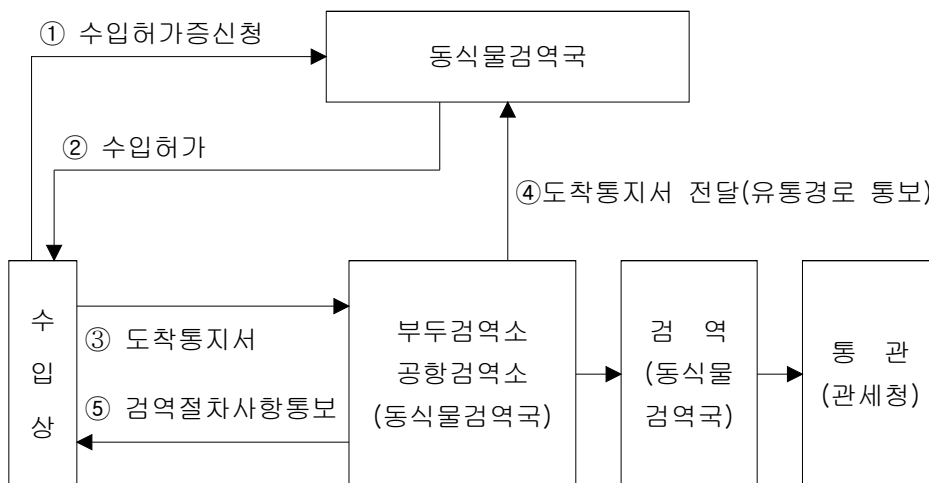 ① 수입허가증신청
동식물검역국
② 수입허가
④도착통지서 전달(유통경로 통보)
수
입
상
③ 도착통지서
⑤ 검역절차사항통보
부두검역소
공항검역소
(동식물검역국)
검 역
(동식물
검역국)
통 관
(관세청)